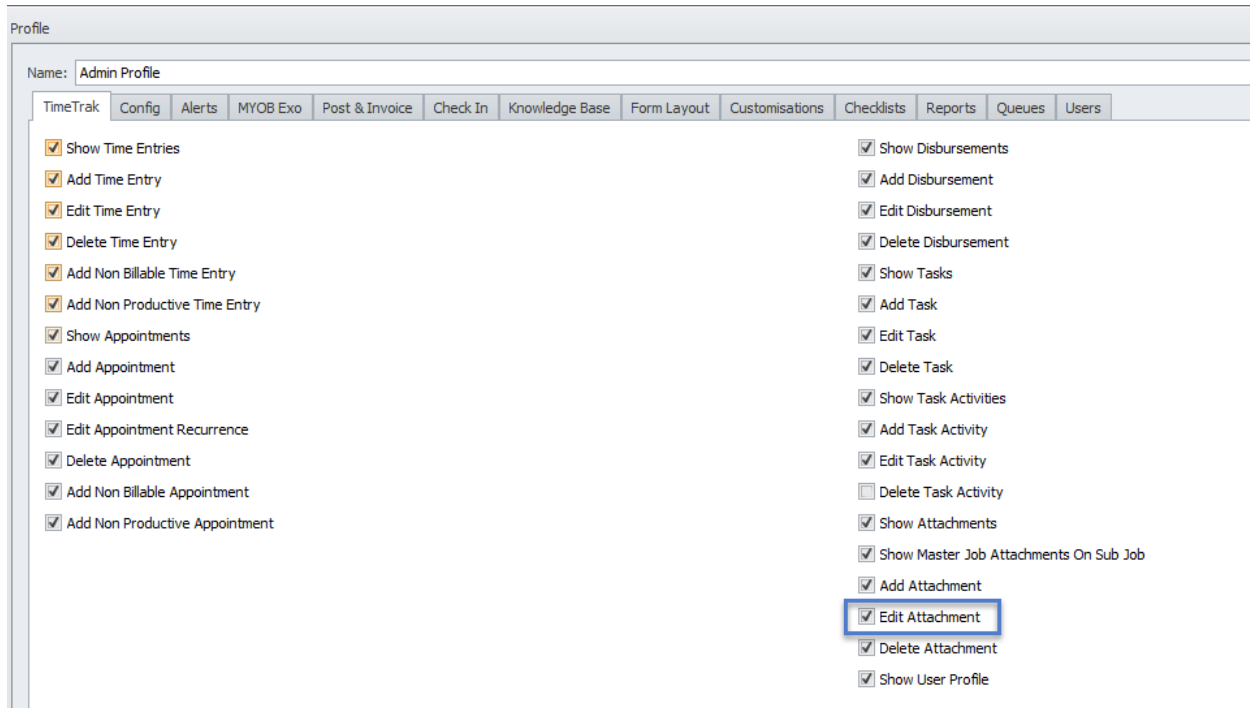 Profile
Name: Admin Profile
TimeTrak Config Alerts MYOB Exo Post & Invoice Check In Knowledge Base Form Layout Customisations Checklists Reports Queues Users
Show Time Entries
Add Time Entry
Edit Time Entry
Delete Time Entry
Add Non Billable Time Entry
Add Non Productive Time Entry
Show Appointments
Add Appointment
Edit Appointment
Edit Appointment Recurrence
Delete Appointment
Add Non Billable Appointment
Add Non Productive Appointment
Show Disbursements
Add Disbursement
Edit Disbursement
Delete Disbursement
Show Tasks
Add Task
Edit Task
Delete Task
Show Task Activities
Add Task Activity
Edit Task Activity
Delete Task Activity
Show Attachments
Show Master Job Attachments On Sub Job
Add Attachment
Edit Attachment
Delete Attachment
Show User Profile